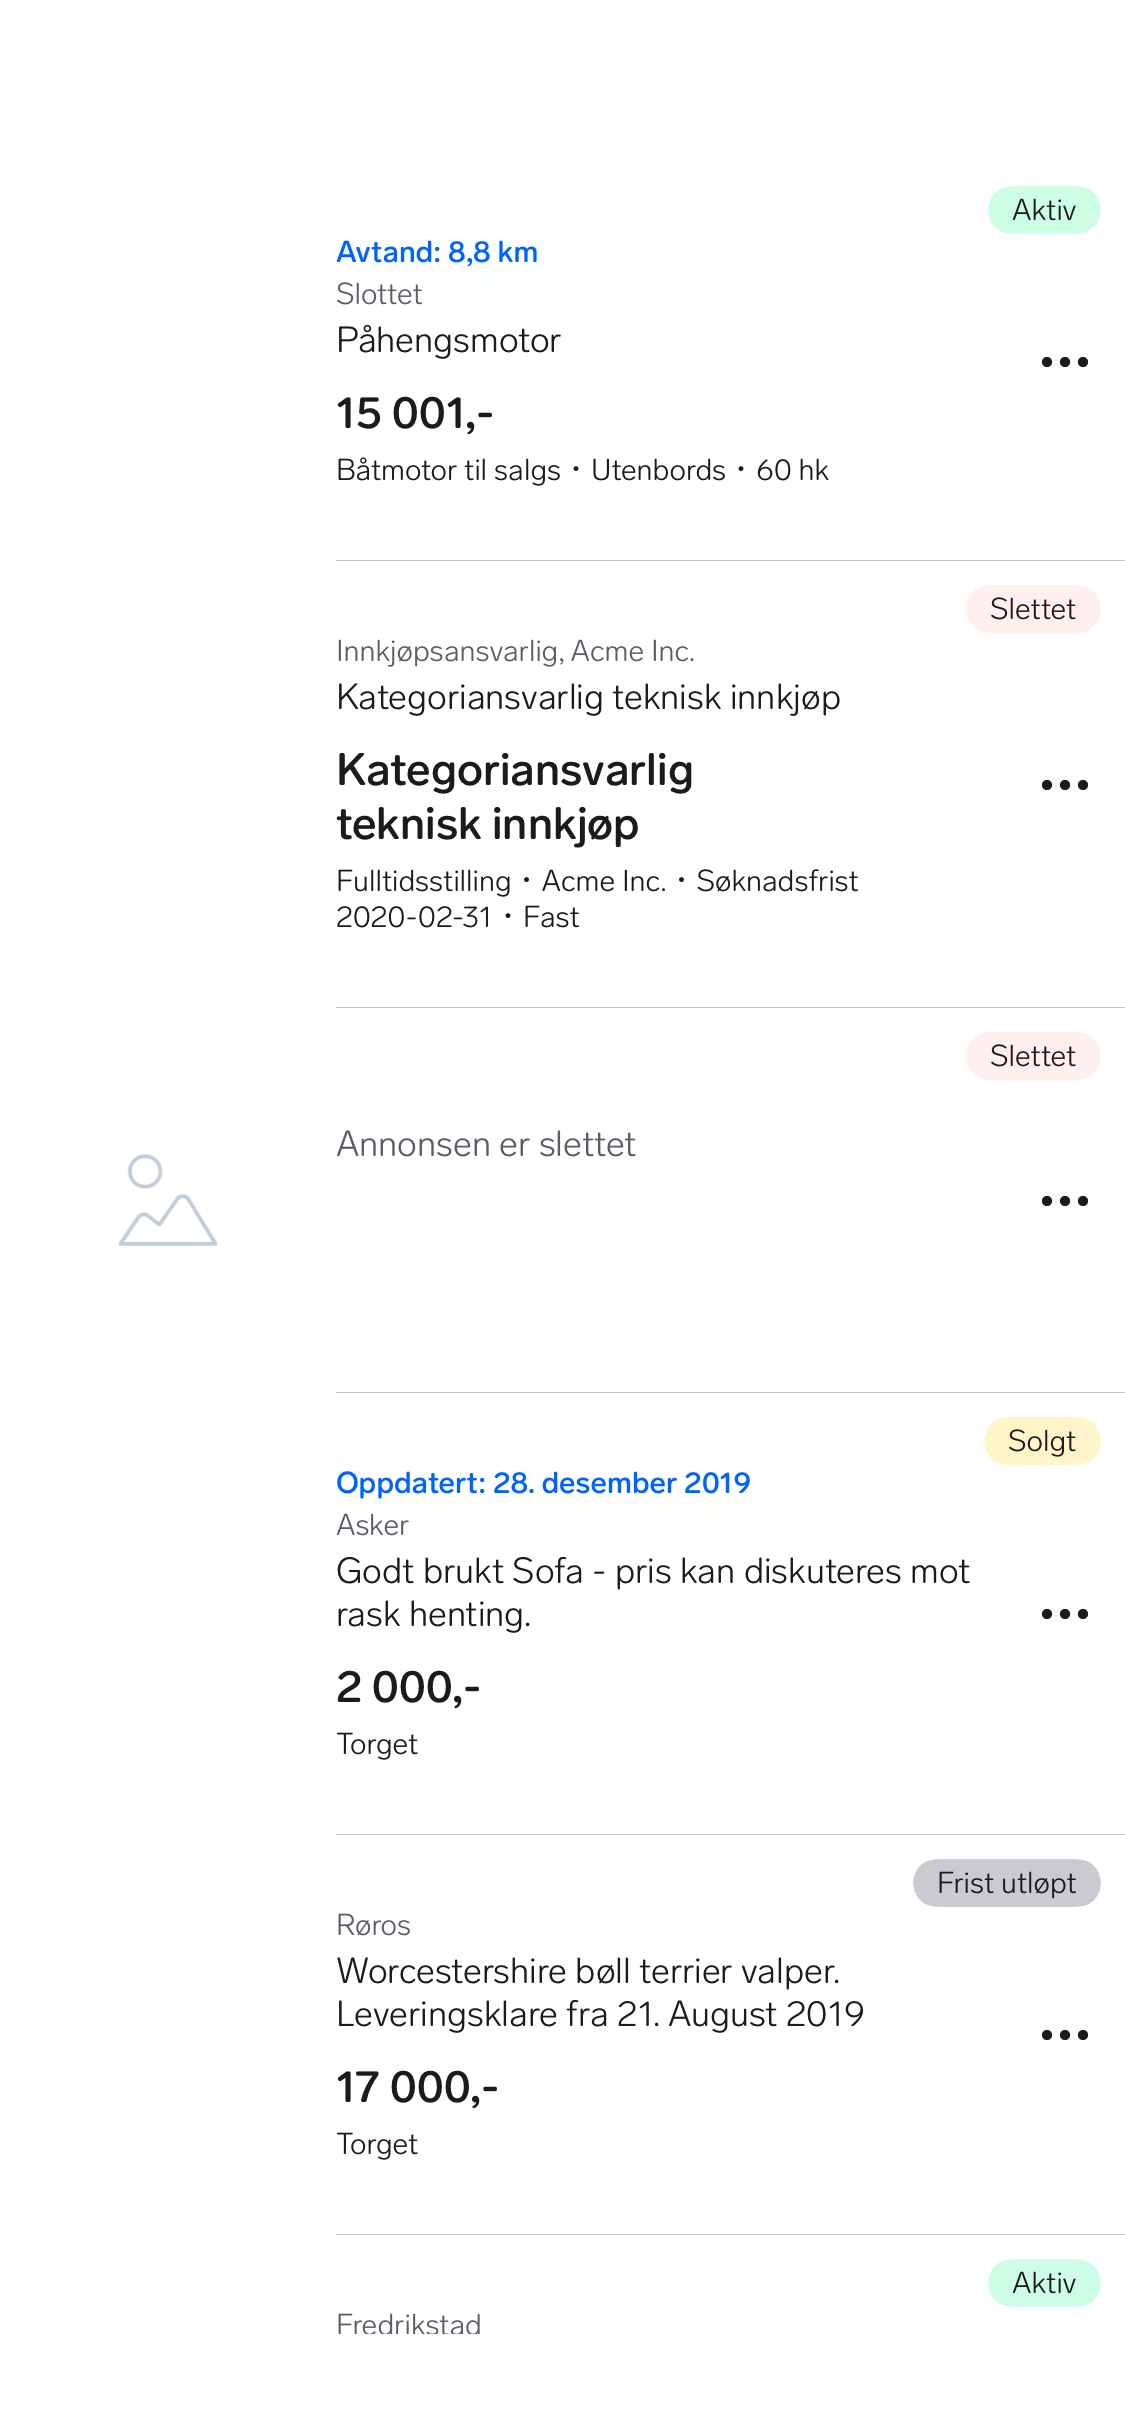 Aktiv
Avtand: 8,8 km
Slottet
Påhengsmotor
15 001,-
Båtmotor til salgs • Utenbords • 60 hk
Slettet
Innkjøpsansvarlig, Acme Inc.
Kategoriansvarlig teknisk innkjøp
Kategoriansvarlig
teknisk innkjøp
Fulltidsstilling • Acme Inc. • Søknadsfrist
2020-02-31 • Fast
Slettet
Annonsen er slettet
Solgt
Oppdatert: 28. desember 2019
Asker
Godt brukt Sofa - pris kan diskuteres mot
rask henting.
2 000,-
Torget
Frist utløpt
Røros
Worcestershire bøll terrier valper.
Leveringsklare fra 21. August 2019
17 000,-
Torget
Aktiv
Fredrikstad